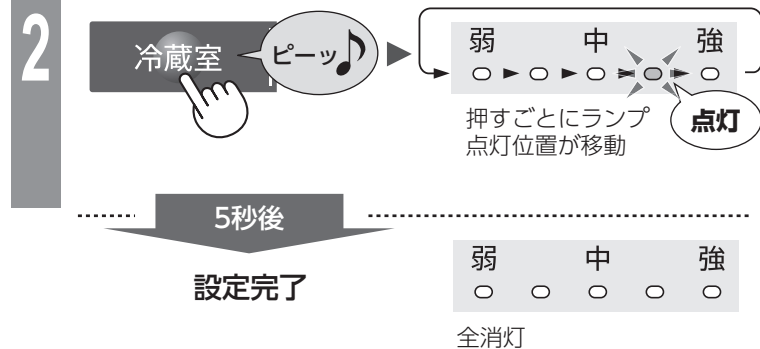 2
冷蔵室
ピーッ♪
弱 中 強
押すごとにランプ
点灯位置が移動
点灯
5秒後
設定完了
弱 中 強
全消灯